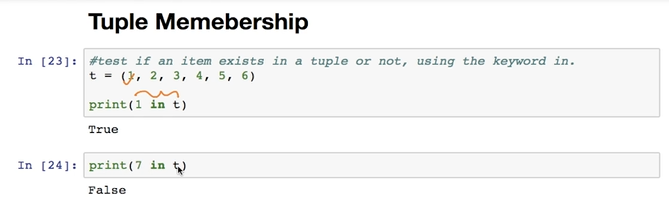 Tuple Memebership
In [23]: #test if an item exists in a tuple or not, using the keyword in.
t = (1, 2, 3, 4, 5, 6)
print(1 in t)
True
In [24]: print(7 in t)
False